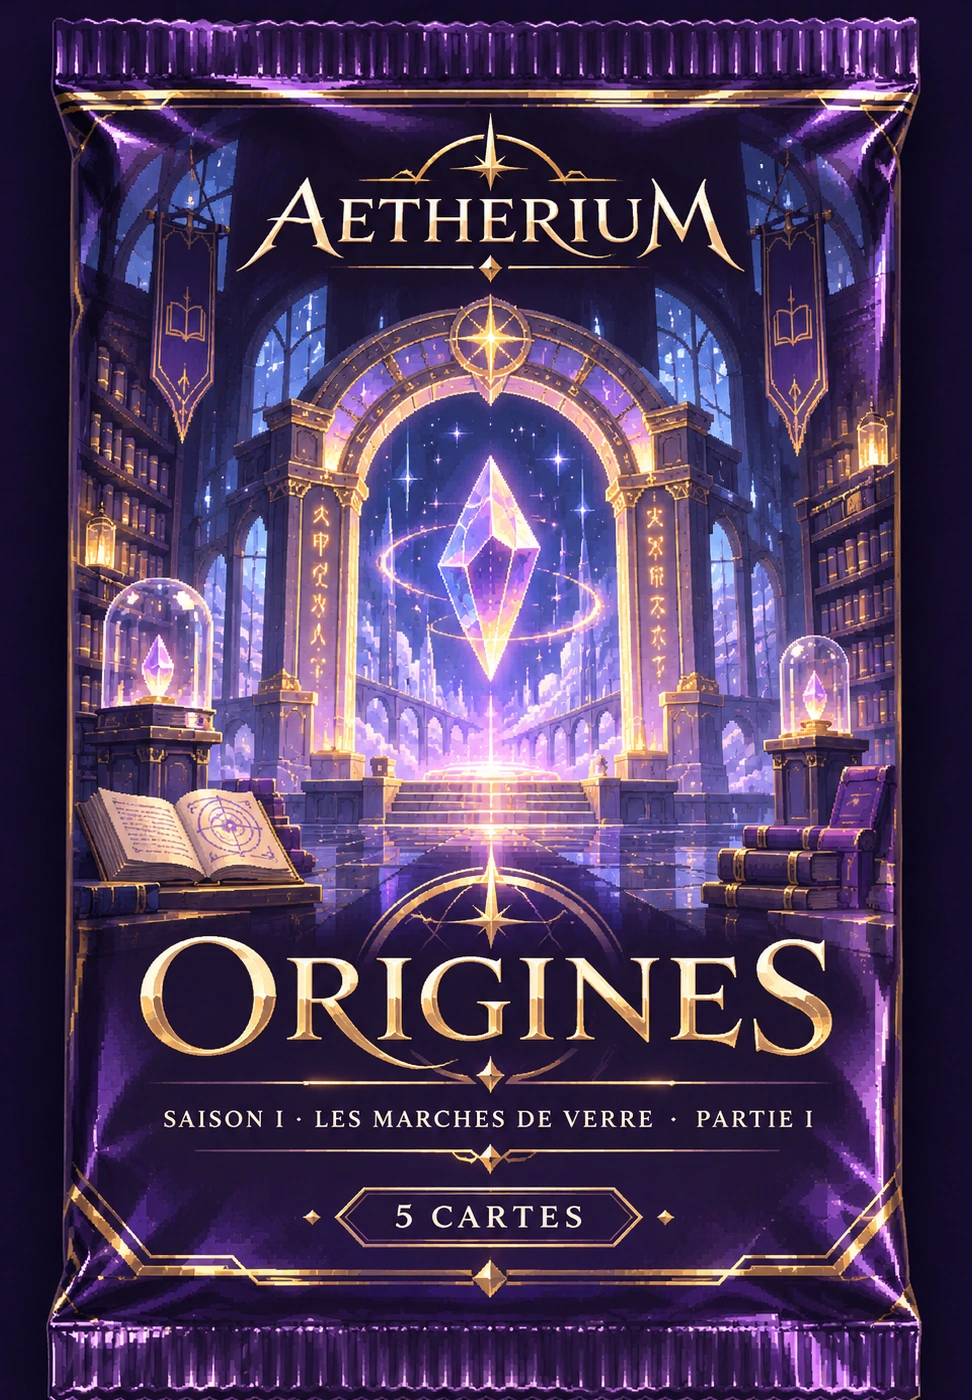 AETHERIUM
ORIGINES
SAISON I · LES MARCHES DE VERRE · PARTIE I
5 CARTES